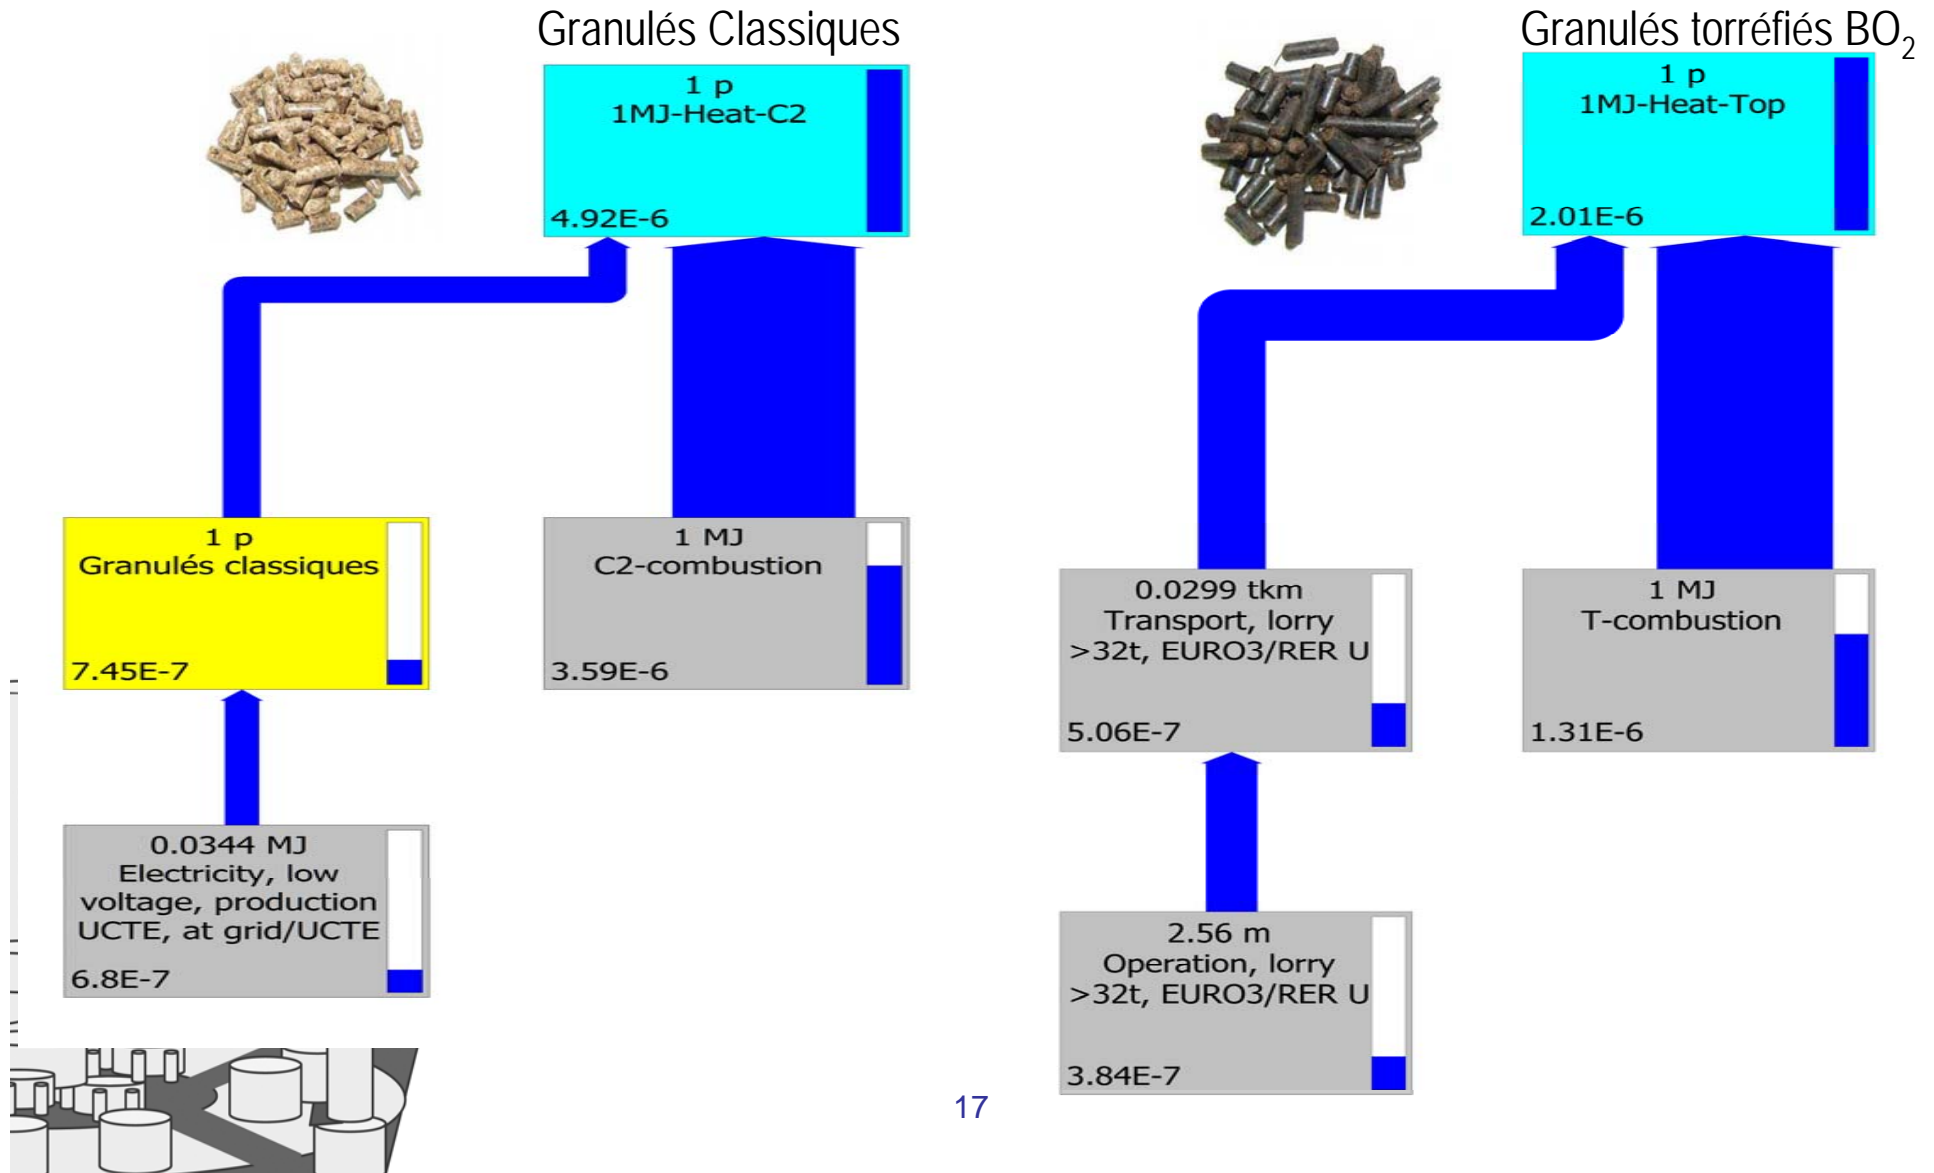 Granulés Classiques
1 p
1MJ-Heat-C2
4.92E-6
1 p
Granulés classiques
7.45E-7
1 MJ
C2-combustion
3.59E-6
0.0344 MJ
Electricity, low
voltage, production
UCTE, at grid/UCTE
6.8E-7
Granulés torréfiés BO₂
1 p
1MJ-Heat-Top
2.01E-6
0.0299 tkm
Transport, lorry
>32t, EURO3/RER U
5.06E-7
1 MJ
T-combustion
1.31E-6
2.56 m
Operation, lorry
>32t, EURO3/RER U
3.84E-7
17